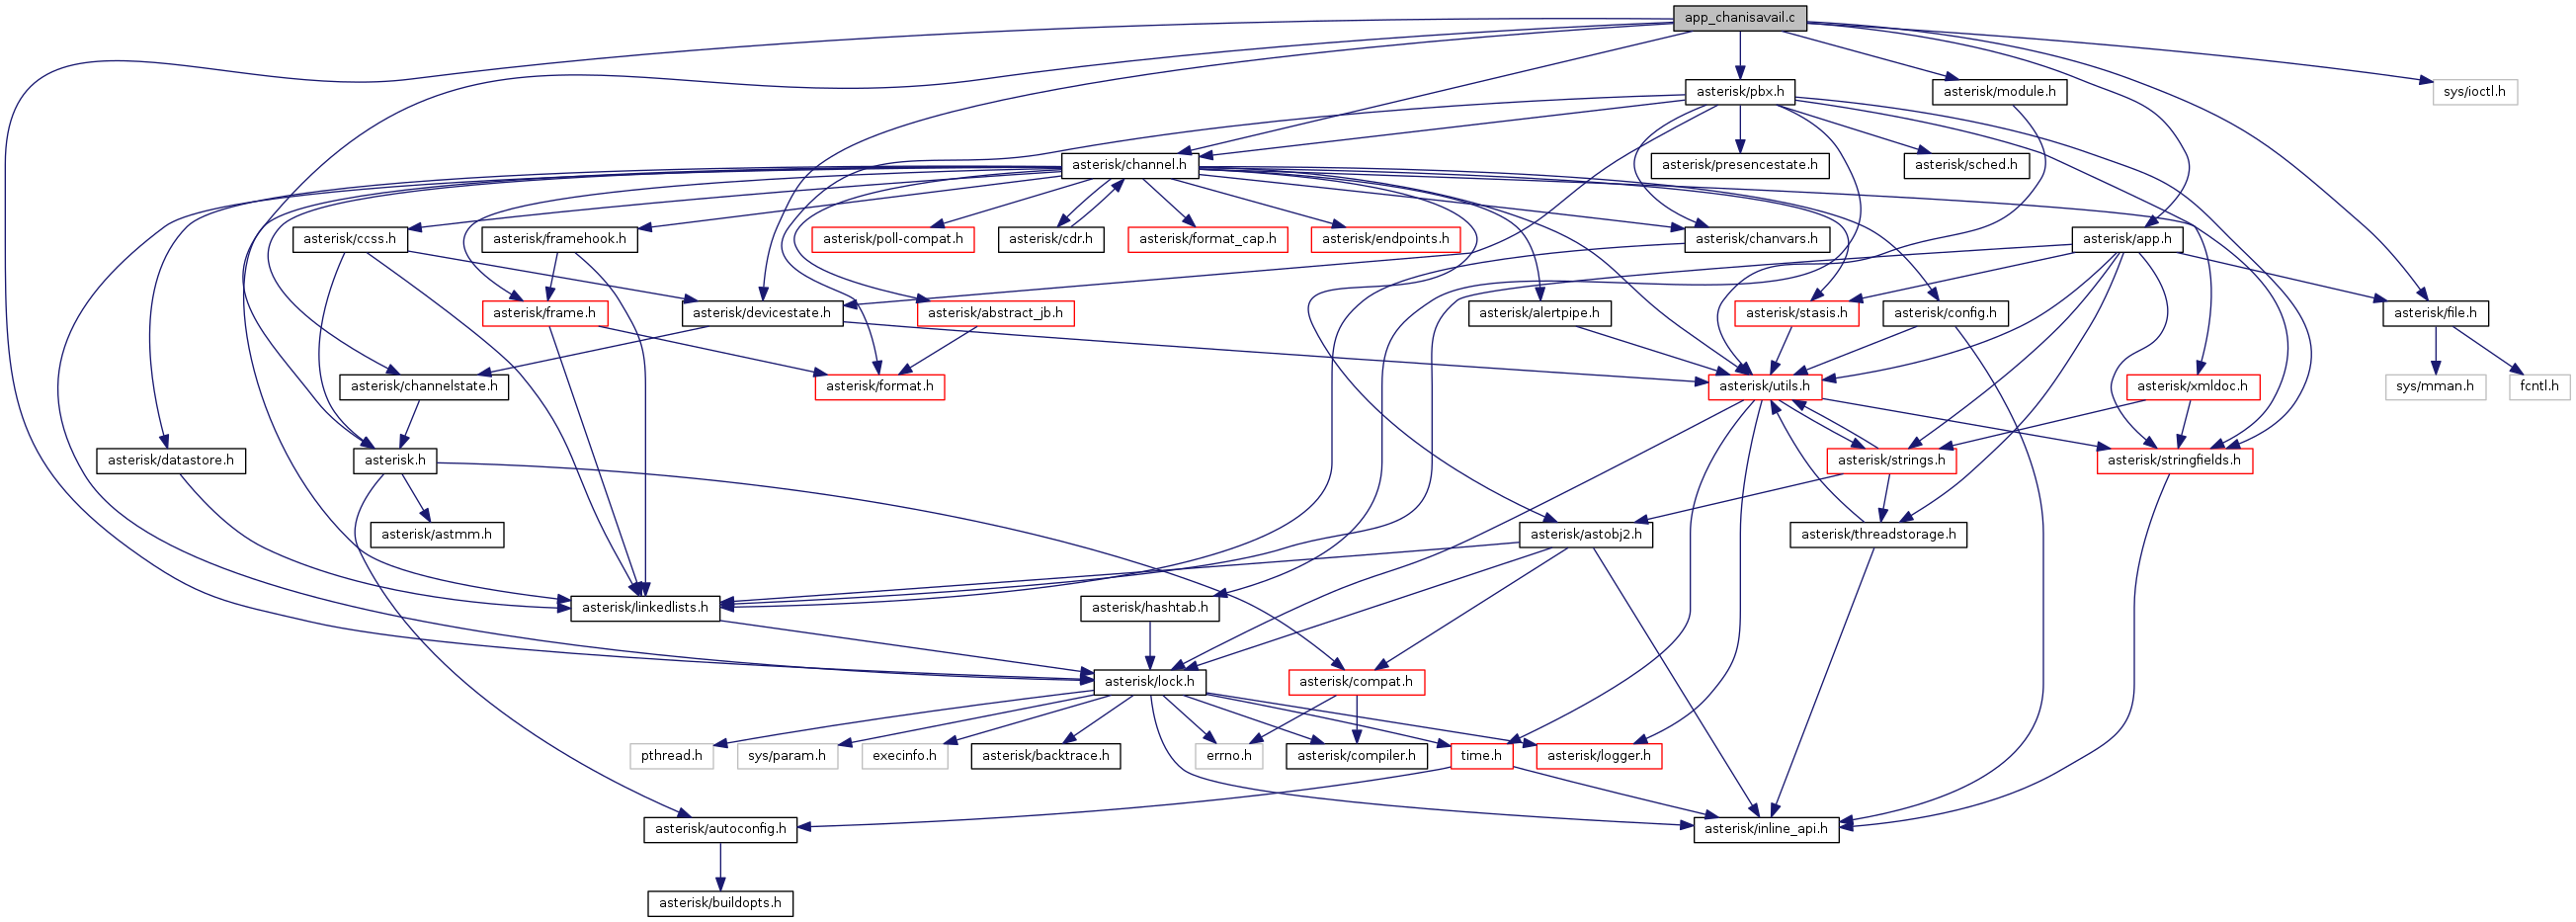 app_chanisavail.c
asterisk/pbx.h
asterisk/module.h
sys/ioctl.h
asterisk/channel.h
asterisk/presencestate.h
asterisk/sched.h
asterisk/ccss.h
asterisk/framehook.h
asterisk/poll-compat.h
asterisk/cdr.h
asterisk/format_cap.h
asterisk/endpoints.h
asterisk/chanvars.h
asterisk/app.h
asterisk/frame.h
asterisk/devicestate.h
asterisk/abstract_jb.h
asterisk/alertpipe.h
asterisk/stasis.h
asterisk/config.h
asterisk/file.h
asterisk/channelstate.h
asterisk/format.h
asterisk/utils.h
asterisk/xmldoc.h
sys/mman.h
fcntl.h
asterisk/datastore.h
asterisk.h
asterisk/strings.h
asterisk/stringfields.h
asterisk/astmm.h
asterisk/astobj2.h
asterisk/threadstorage.h
asterisk/linkedlists.h
asterisk/hashtab.h
asterisk/lock.h
asterisk/compat.h
pthread.h
sys/param.h
execinfo.h
asterisk/backtrace.h
errno.h
asterisk/compiler.h
time.h
asterisk/logger.h
asterisk/autoconfig.h
asterisk/inline_api.h
asterisk/buildopts.h